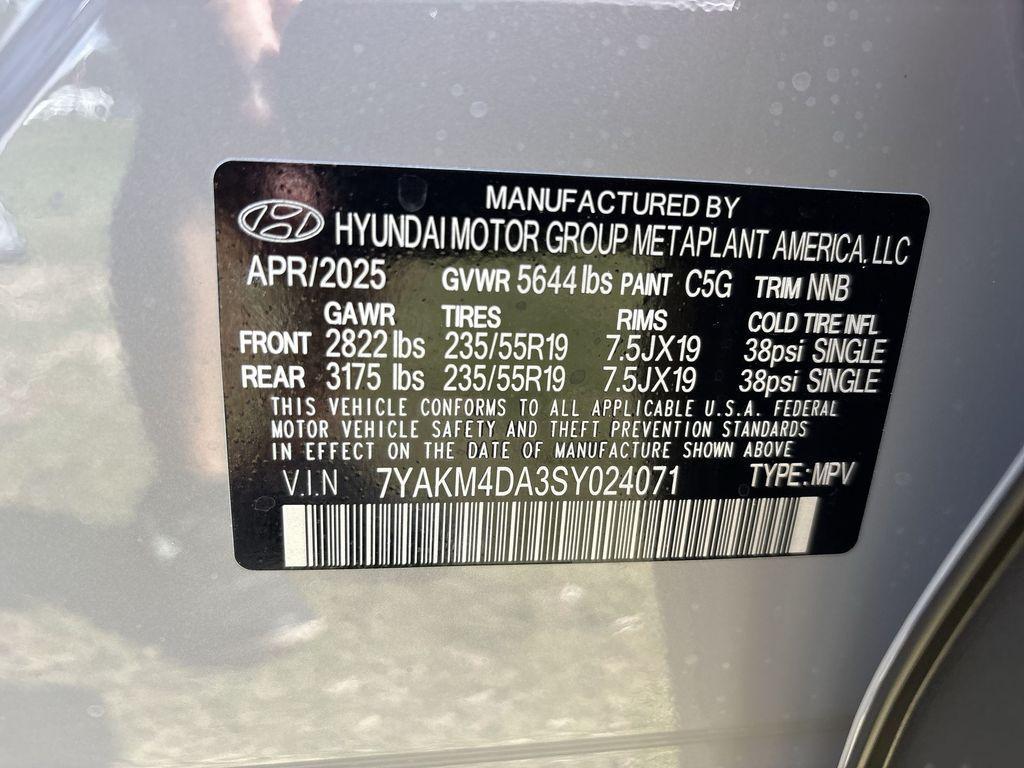 MANUFACTURED BY
HYUNDAI MOTOR GROUP METAPLANT AMERICA, LLC
APR/2025 GVWR 5644 lbs PAINT C5G TRIM NNB
GAWR TIRES RIMS COLD TIRE INFL
FRONT 2822 lbs 235/55R19 7.5JX19 38psi SINGLE
REAR 3175 lbs 235/55R19 7.5JX19 38psi SINGLE
THIS VEHICLE CONFORMS TO ALL APPLICABLE U.S.A. FEDERAL
MOTOR VEHICLE SAFETY AND THEFT PREVENTION STANDARDS
IN EFFECT ON THE DATE OF MANUFACTURE SHOWN ABOVE
V.I.N 7YAKM4DA3SY024071 TYPE: MPV